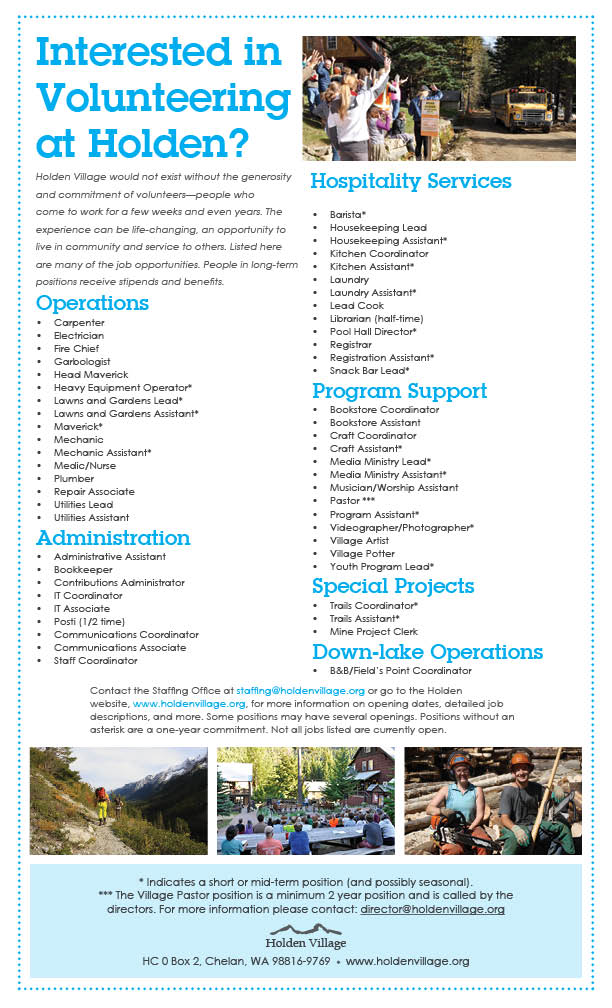 Interested in
Volunteering
at Holden?
Holden Village would not exist without the generosity
and commitment of volunteers—people who
come to work for a few weeks and even years. The
experience can be life-changing, an opportunity to
live in community and service to others. Listed here
are many of the job opportunities. People in long-term
positions receive stipends and benefits.
Operations
• Carpenter
• Electrician
• Fire Chief
• Garbologist
• Head Maverick
• Heavy Equipment Operator*
• Lawns and Gardens Lead*
• Lawns and Gardens Assistant*
• Maverick*
• Mechanic
• Mechanic Assistant*
• Medic/Nurse
• Plumber
• Repair Associate
• Utilities Lead
• Utilities Assistant
Administration
• Administrative Assistant
• Bookkeeper
• Contributions Administrator
• IT Coordinator
• IT Associate
• Posti (1/2 time)
• Communications Coordinator
• Communications Associate
• Staff Coordinator
Hospitality Services
• Barista*
• Housekeeping Lead
• Housekeeping Assistant*
• Kitchen Coordinator
• Kitchen Assistant*
• Laundry
• Laundry Assistant*
• Lead Cook
• Librarian (half-time)
• Pool Hall Director*
• Registrar
• Registration Assistant*
• Snack Bar Lead*
Program Support
• Bookstore Coordinator
• Bookstore Assistant
• Craft Coordinator
• Craft Assistant*
• Media Ministry Lead*
• Media Ministry Assistant*
• Musician/Worship Assistant
• Pastor ***
• Program Assistant*
• Videographer/Photographer*
• Village Artist
• Village Potter
• Youth Program Lead*
Special Projects
• Trails Coordinator*
• Trails Assistant*
• Mine Project Clerk
Down-lake Operations
• B&B/Field's Point Coordinator
Contact the Staffing Office at staffing@holdenvillage.org or go to the Holden
website, www.holdenvillage.org, for more information on opening dates, detailed job
descriptions, and more. Some positions may have several openings. Positions without an
asterisk are a one-year commitment. Not all jobs listed are currently open.
* Indicates a short or mid-term position (and possibly seasonal).
*** The Village Pastor position is a minimum 2 year position and is called by the
directors. For more information please contact: director@holdenvillage.org
Holden Village
HC 0 Box 2, Chelan, WA 98816-9769 • www.holdenvillage.org